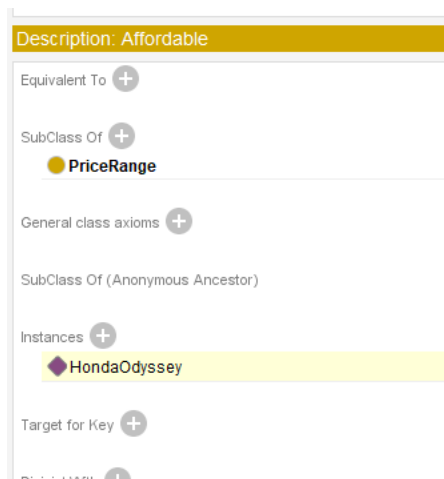 Description: Affordable
Equivalent To
SubClass Of
PriceRange
General class axioms
SubClass Of (Anonymous Ancestor)
Instances
HondaOdyssey
Target for Key